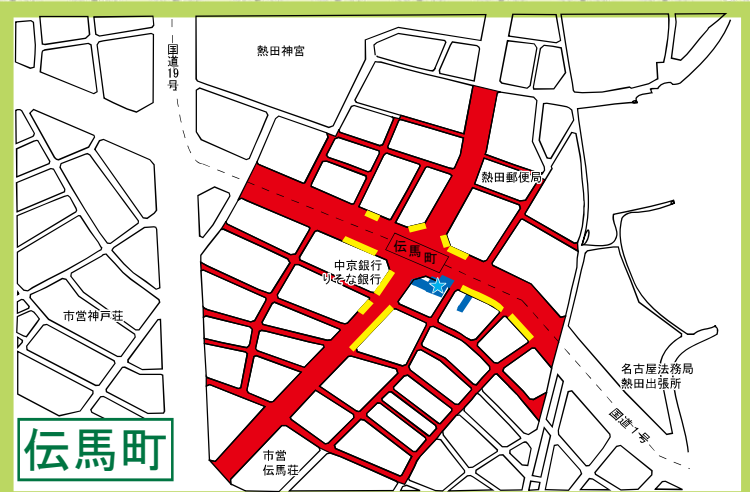 国道19号
熱田神宮
熱田郵便局
伝馬町
中京銀行
りそな銀行
市営神戸荘
名古屋法務局
熱田出張所
国道1号
伝馬町
市営
伝馬荘